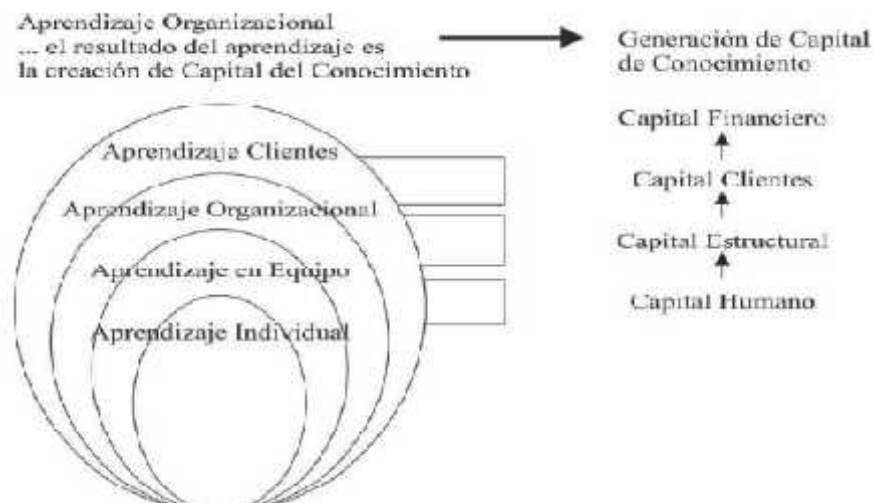 Aprendizaje Organizacional
... el resultado del aprendizaje es
la creación de Capital del Conocimiento
Generación de Capital
de Conocimiento
Aprendizaje Clientes
Aprendizaje Organizacional
Aprendizaje en Equipo
Aprendizaje Individual
Capital Financiero
Capital Clientes
Capital Estructural
Capital Humano